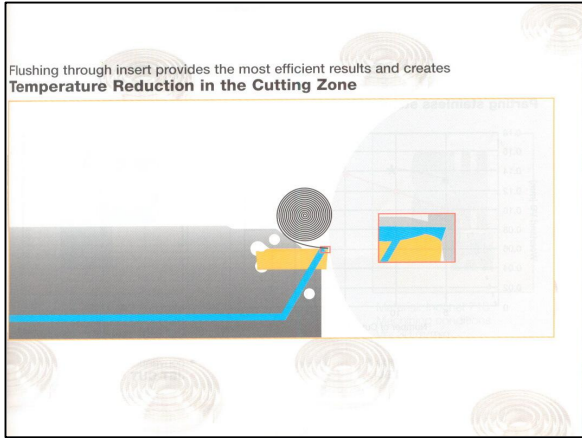 Flushing through insert provides the most efficient results and creates
Temperature Reduction in the Cutting Zone